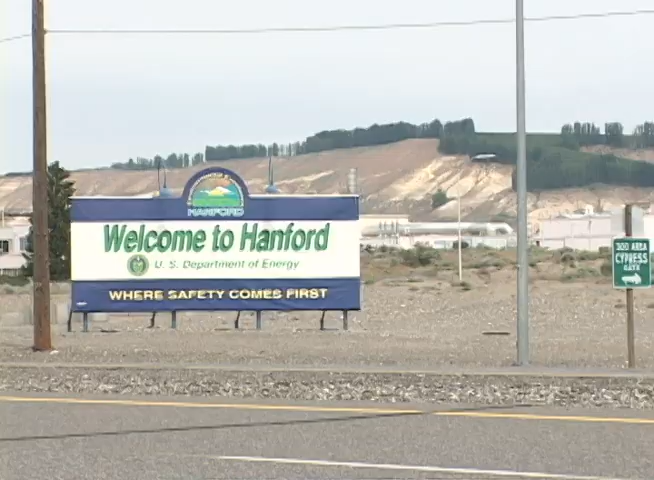 HANFORD
Welcome to Hanford
U. S. Department of Energy
WHERE SAFETY COMES FIRST
300 AREA
CYPRESS
GATE